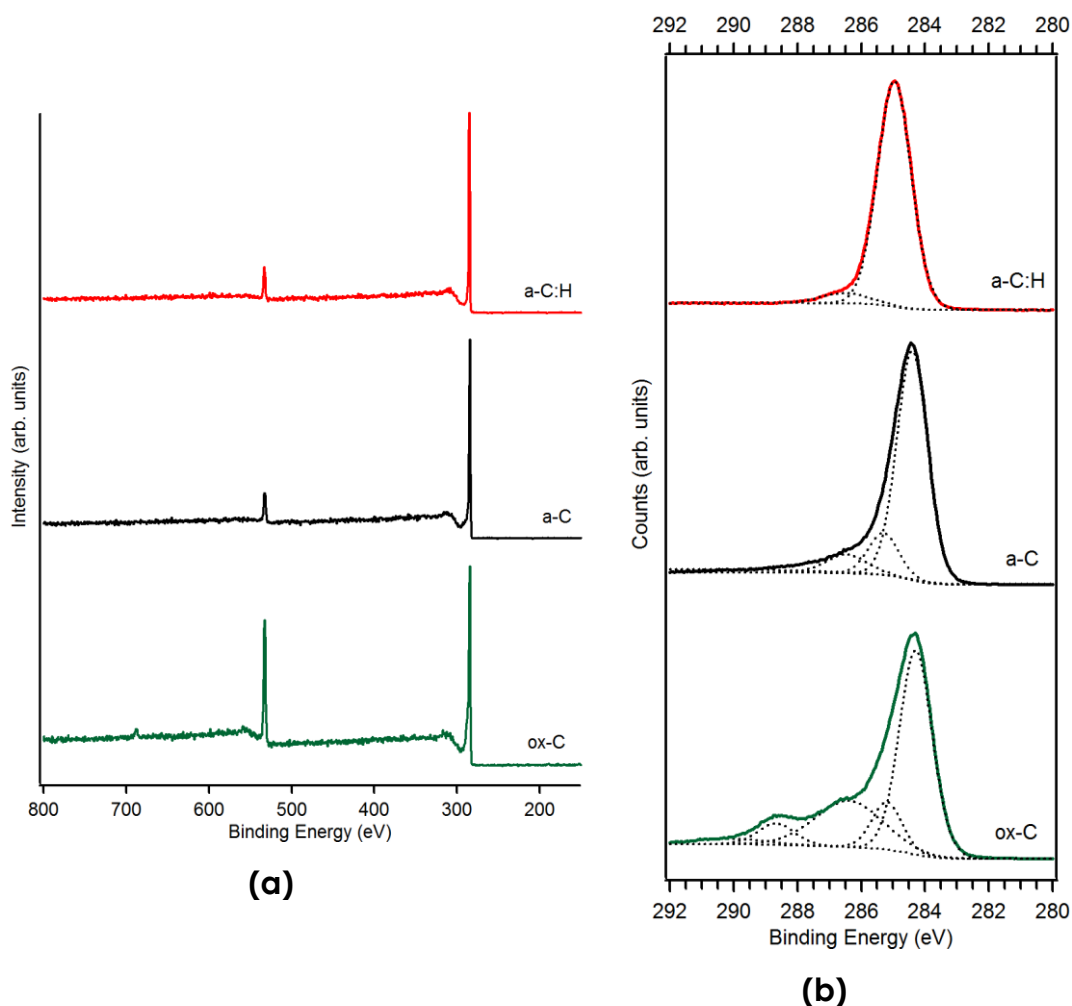 Intensity (arb. units)
a-C:H
a-C
ox-C
800 700 600 500 400 300 200
Binding Energy (eV)
(a)
292 290 288 286 284 282 280
Counts (arb. units)
a-C:H
a-C
ox-C
292 290 288 286 284 282 280
Binding Energy (eV)
(b)